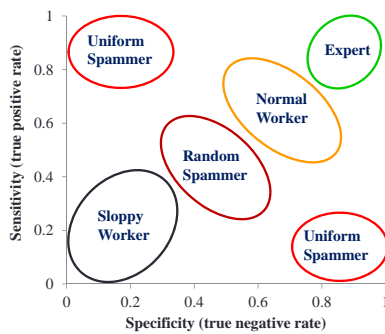 1
0.8
0.6
0.4
0.2
0
Sensitivity (true positive rate)
Uniform
Spammer
Expert
Normal
Worker
Random
Spammer
Sloppy
Worker
Uniform
Spammer
0 0.2 0.4 0.6 0.8 1
Specificity (true negative rate)